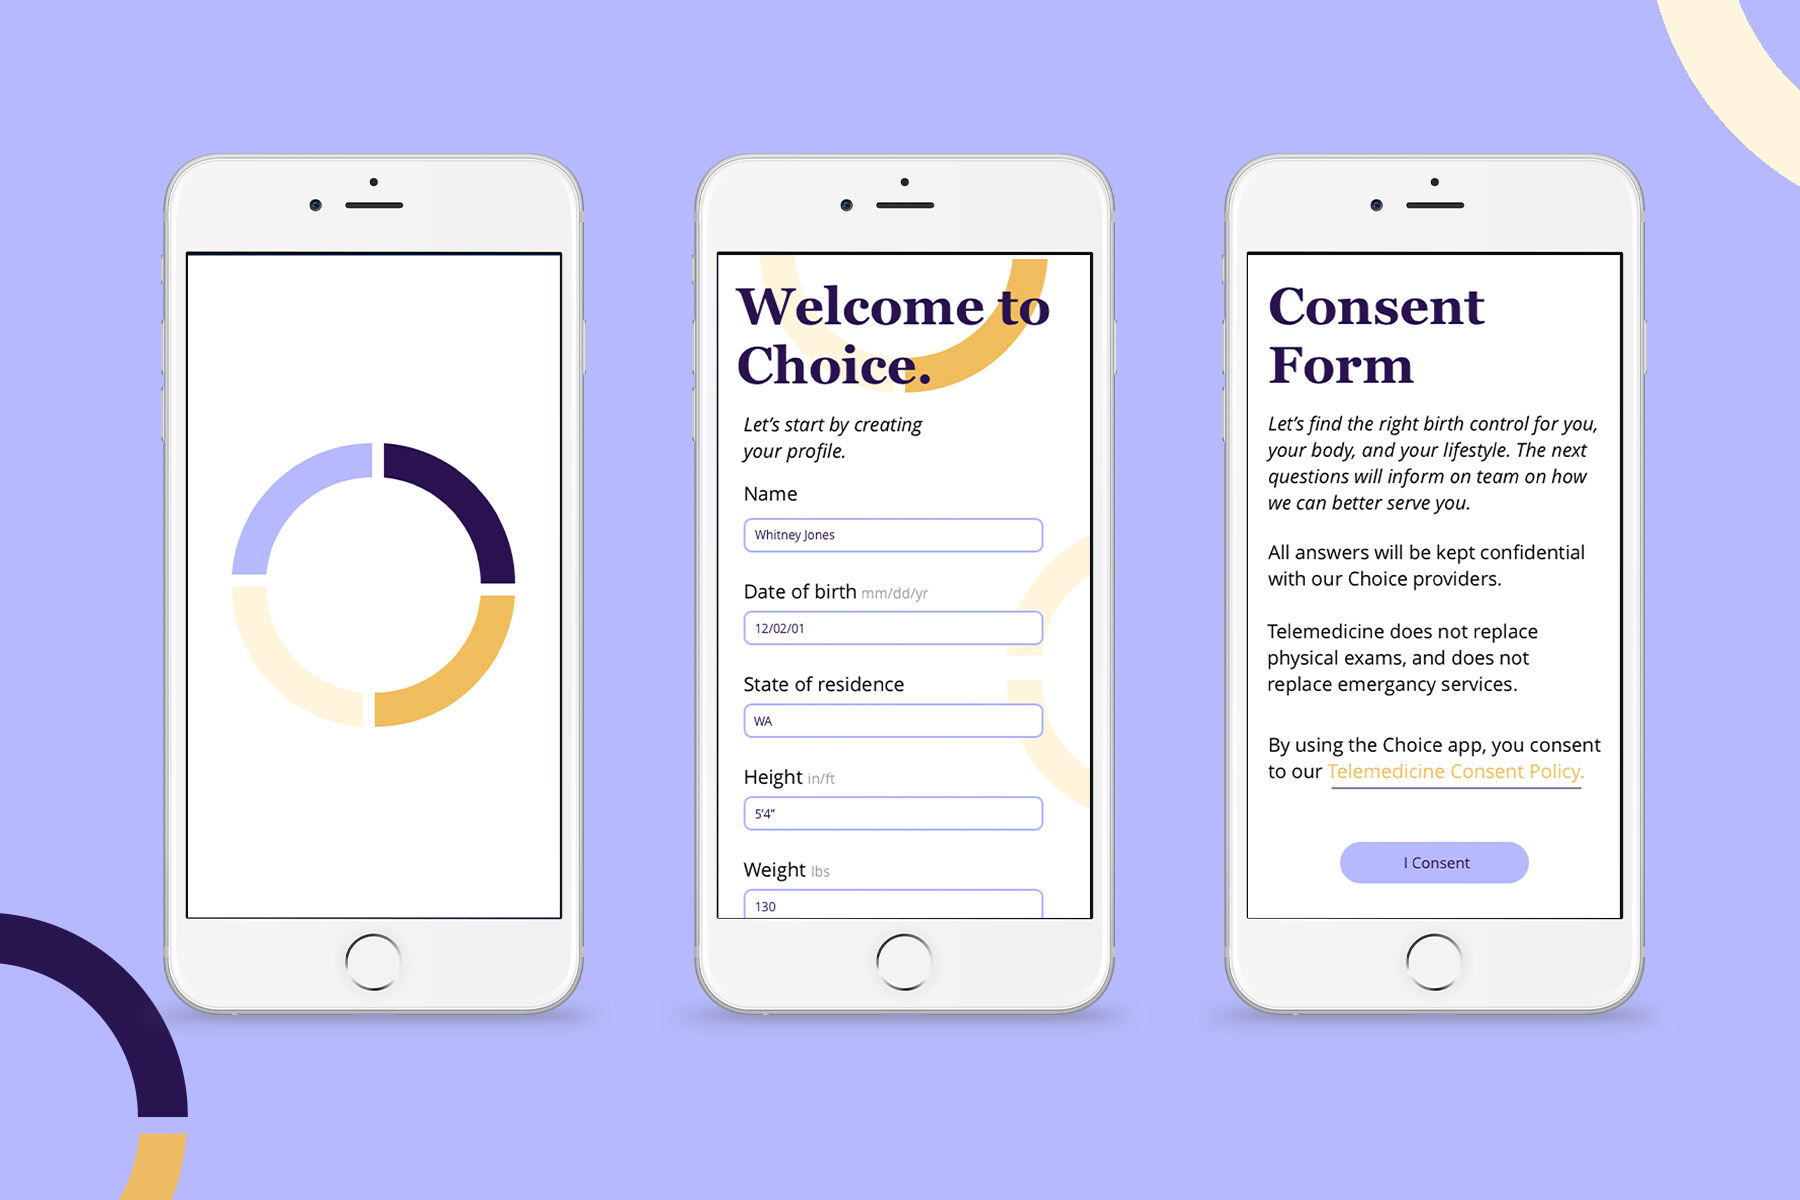 Welcome to
Choice.
Let's start by creating
your profile.
Name
Whitney Jones
Date of birth mm/dd/yr
12/02/01
State of residence
WA
Height in/ft
5'4"
Weight lbs
130
Consent
Form
Let's find the right birth control for you,
your body, and your lifestyle. The next
questions will inform on team on how
we can better serve you.
All answers will be kept confidential
with our Choice providers.
Telemedicine does not replace
physical exams, and does not
replace emergancy services.
By using the Choice app, you consent
to our Telemedicine Consent Policy.
I Consent